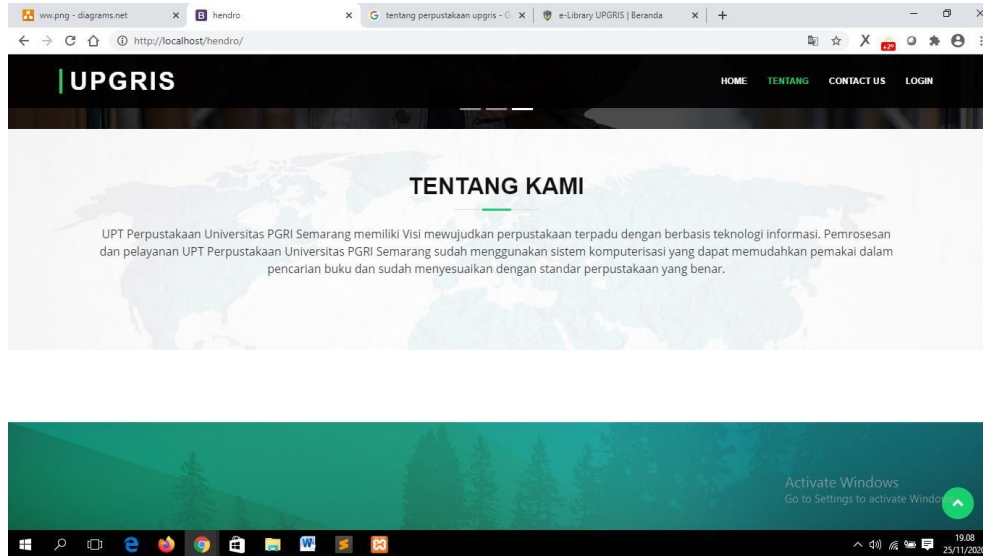 ww.png - diagrams.net
hendro
tentang perpustakaan upgris - G
e-Library UPGRIS | Beranda
http://localhost/hendro/
+2°
UPGRIS
HOME TENTANG CONTACT US LOGIN
TENTANG KAMI
UPT Perpustakaan Universitas PGRI Semarang memiliki Visi mewujudkan perpustakaan terpadu dengan berbasis teknologi informasi. Pemrosesan
dan pelayanan UPT Perpustakaan Universitas PGRI Semarang sudah menggunakan sistem komputerisasi yang dapat memudahkan pemakai dalam
pencarian buku dan sudah menyesuaikan dengan standar perpustakaan yang benar.
Activate Windows
Go to Settings to activate Windows
19.08
25/11/2020